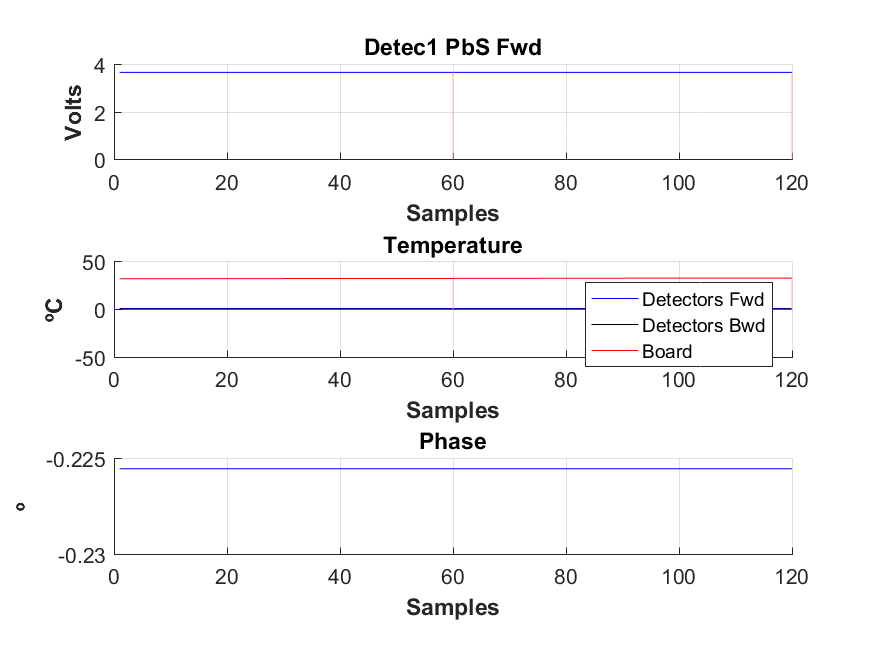 Detec1 PbS Fwd
4
2
0
Volts
0 20 40 60 80 100 120
Samples
Temperature
50
0
-50
ºC
Detectors Fwd
Detectors Bwd
Board
0 20 40 60 80 100 120
Samples
Phase
-0.225
-0.23
º
0 20 40 60 80 100 120
Samples